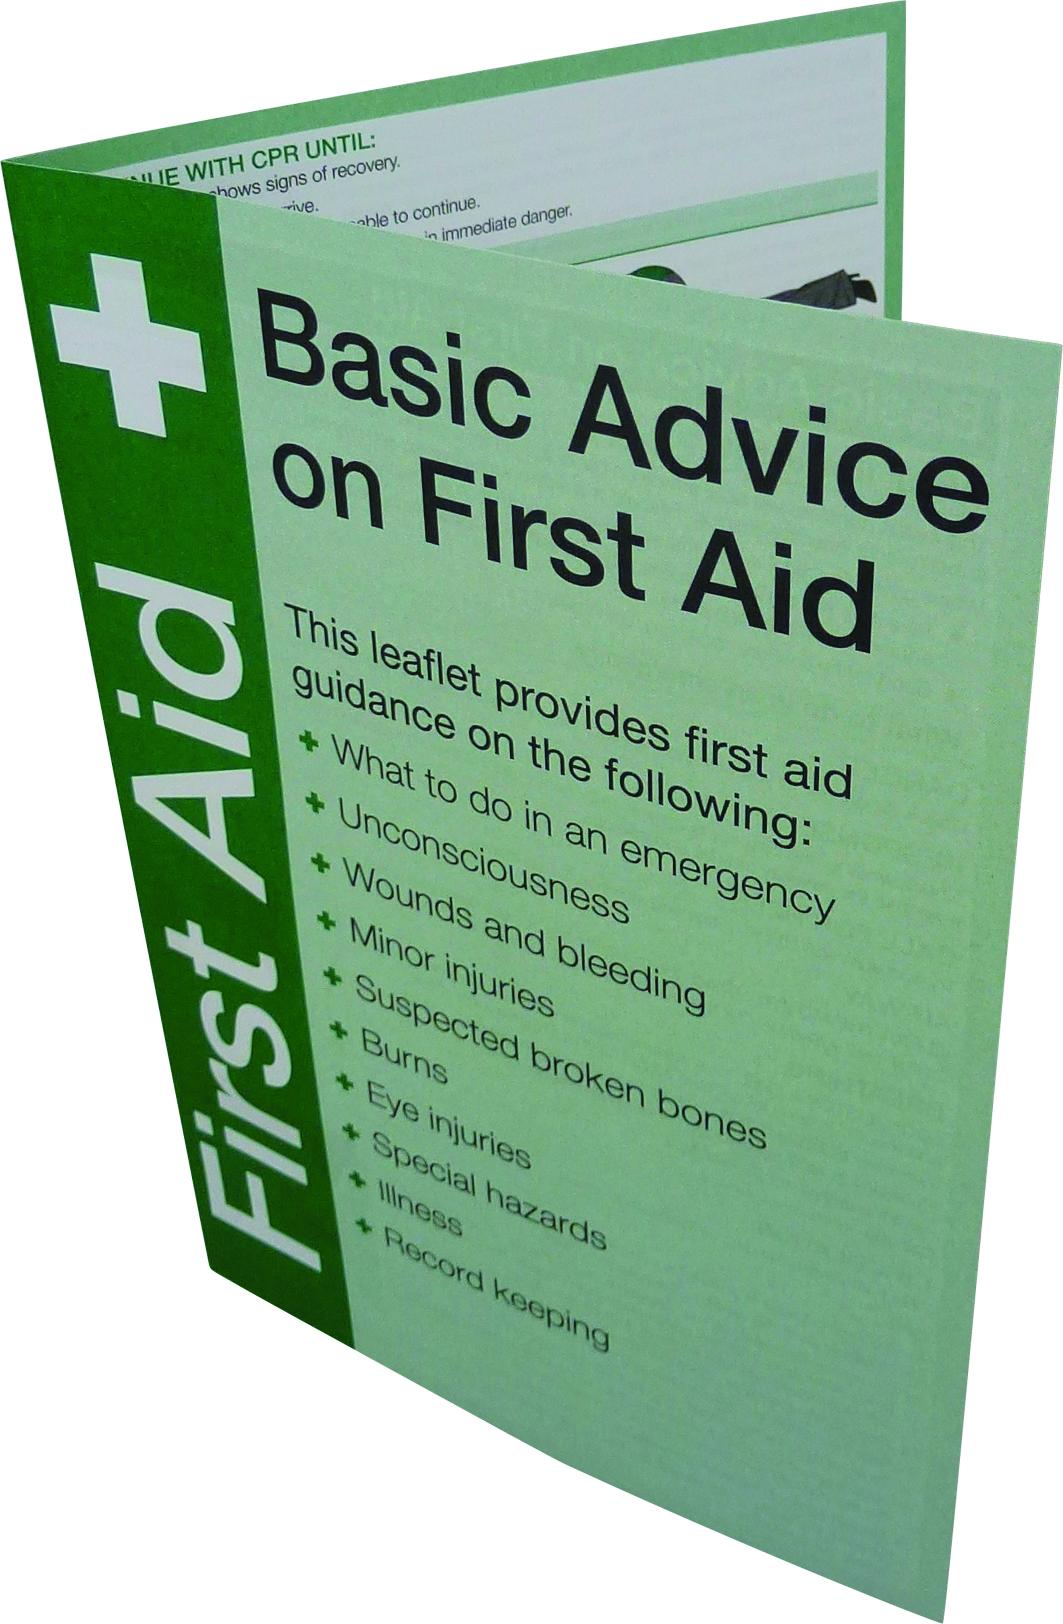 WITH CPR UNTIL:
shows signs of recovery.
to continue.
immediate danger.
First Aid
Basic Advice
on First Aid
This leaflet provides first aid
guidance on the following:
What to do in an emergency
Unconsciousness
Wounds and bleeding
Minor injuries
Suspected broken bones
Burns
Eye injuries
Special hazards
Illness
Record keeping